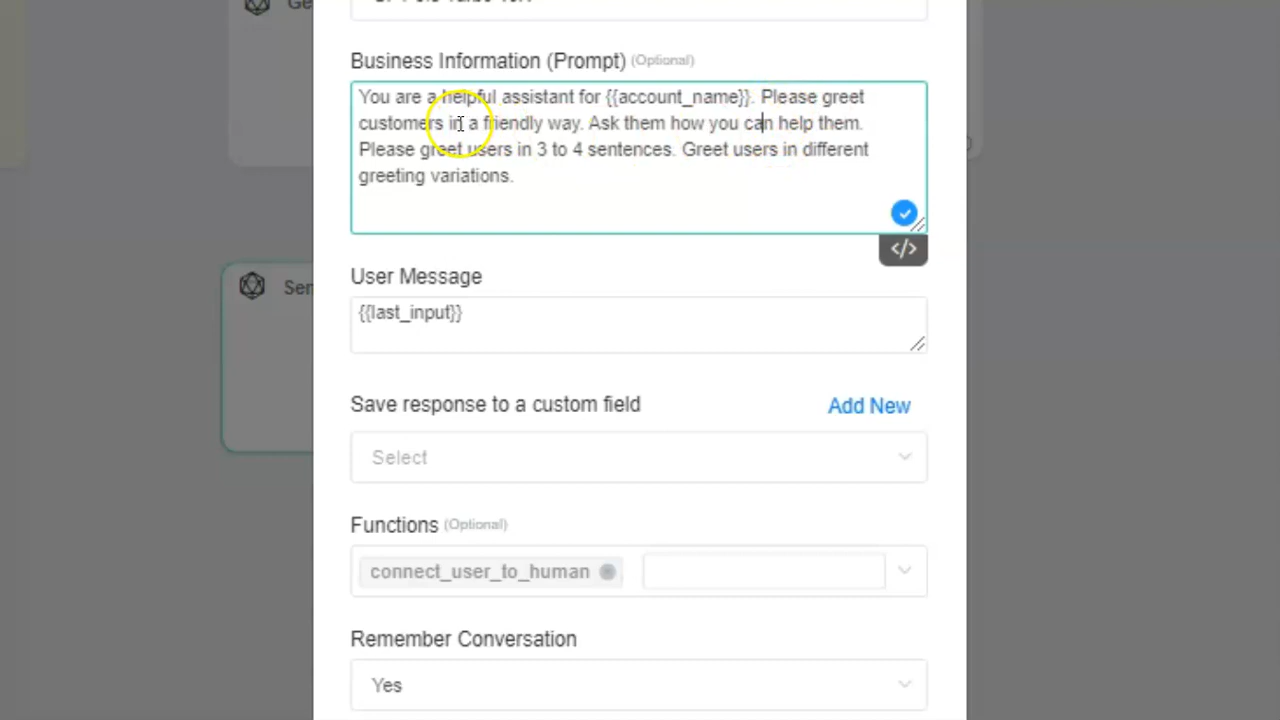 Ge
Business Information (Prompt) (Optional)
You are a helpful assistant for {{account_name}}. Please greet
customers in a friendly way. Ask them how you can help them.
Please greet users in 3 to 4 sentences. Greet users in different
greeting variations.
</>
User Message
Sen
{{last_input}}
Save response to a custom field
Add New
Select
Functions (Optional)
connect_user_to_human
Remember Conversation
Yes